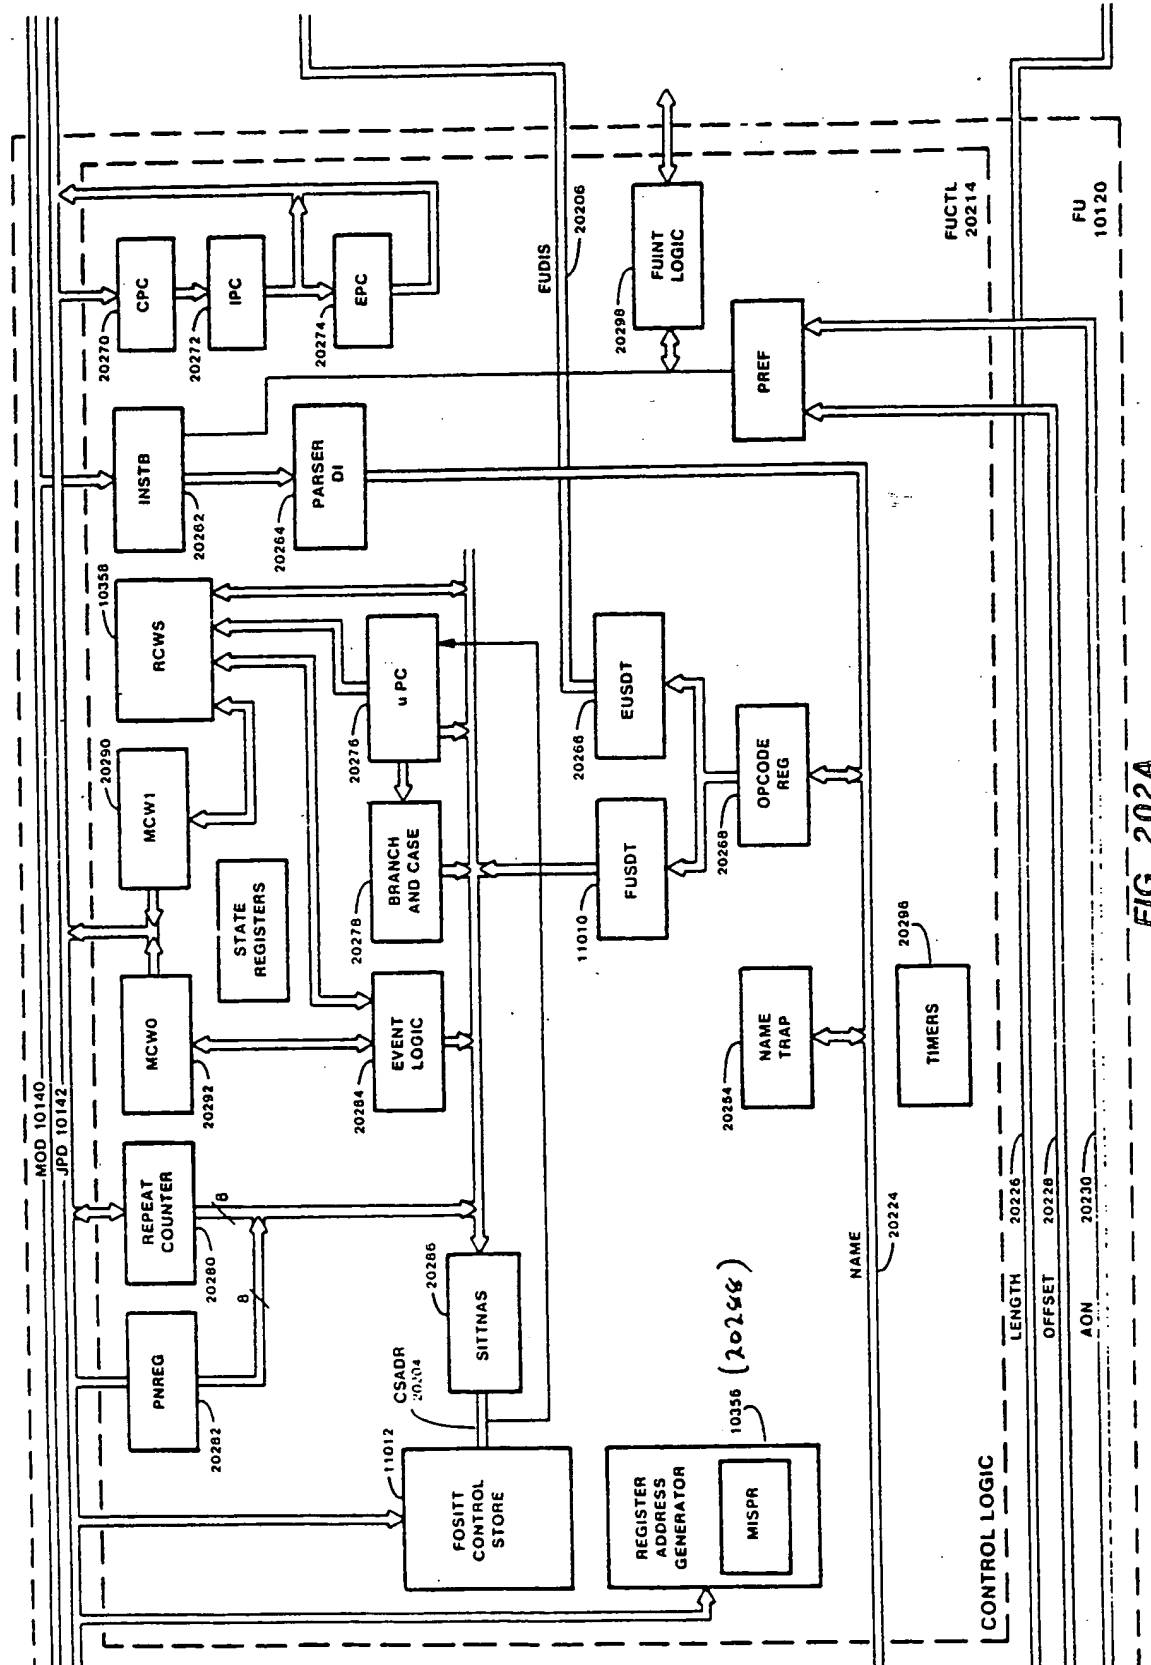 MOD 10140
JPD 10142
PNREG
20282
REPEAT
COUNTER
20280
8
8
MCW0
20292
MCW1
20290
STATE
REGISTERS
RCWS
10358
INSTB
20262
CPC
20270
IPC
20272
EPC
20274
PARSER
DI
20264
u PC
20276
BRANCH
AND CASE
20278
EVENT
LOGIC
20284
SITTNAS
20286
CSADR
20204
FOSITT
CONTROL
STORE
11012
EUDIS
20206
FUINT
LOGIC
20298
EUSDT
20266
FUSDT
11010
OPCODE
REG
20268
PREF
NAME
TRAP
20254
TIMERS
20296
REGISTER
ADDRESS
GENERATOR
MISPR
10356 (20288)
NAME
20224
CONTROL LOGIC
FUCTL
20214
FU
10120
LENGTH
20226
OFFSET
20228
AON
20230
FIG 202A